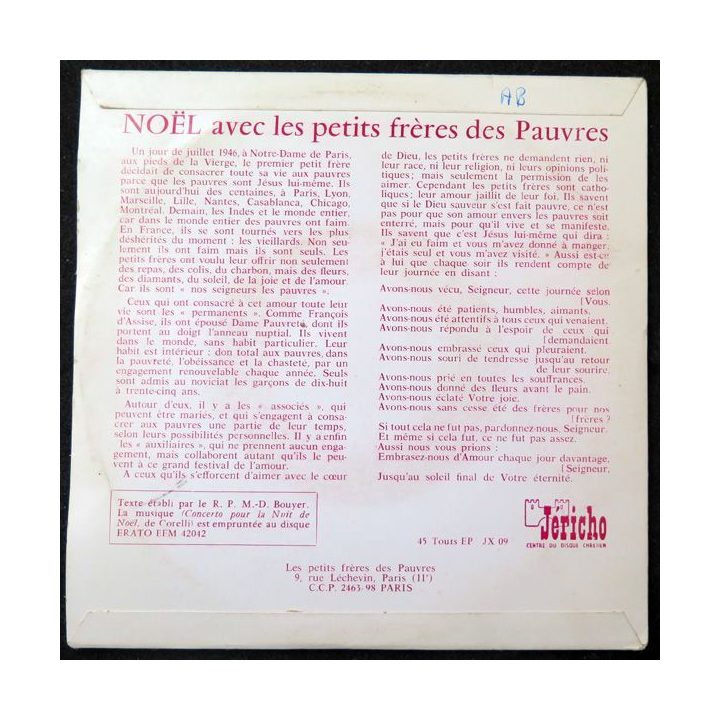 AB
NOËL avec les petits frères des Pauvres
Un jour de juillet 1946, à Notre-Dame de Paris,
aux pieds de la Vierge, le premier petit frère
décidait de consacrer toute sa vie aux pauvres
parce que les pauvres sont Jésus lui-même. Ils
sont aujourd'hui des centaines, à Paris, Lyon,
Marseille, Lille, Nantes, Casablanca, Chicago,
Montréal. Demain, les Indes et le monde entier,
car dans le monde entier des pauvres ont faim.
En France, ils se sont tournés vers les plus
déshérités du moment : les vieillards. Non seu-
lement ils ont faim mais ils sont seuls. Les
petits frères ont voulu leur offrir non seulement
des repas, des colis, du charbon, mais des fleurs,
des diamants, du soleil, de la joie et de l'amour.
Car ils sont « nos seigneurs les pauvres ».
Ceux qui ont consacré à cet amour toute leur
vie sont les « permanents ». Comme François
d'Assise, ils ont épousé Dame Pauvreté, dont ils
portent au doigt l'anneau nuptial. Ils vivent
dans le monde, sans habit particulier. Leur
habit est intérieur : don total aux pauvres, dans
la pauvreté, l'obéissance et la chasteté, par un
engagement renouvelable chaque année. Seuls
sont admis au noviciat les garçons de dix-huit
à trente-cinq ans.
Autour d'eux, il y a les « associés », qui
peuvent être mariés, et qui s'engagent à consa-
crer aux pauvres une partie de leur temps,
selon leurs possibilités personnelles. Il y a enfin
les « auxiliaires », qui ne prennent aucun enga-
gement, mais collaborent autant qu'ils le peu-
vent à ce grand festival de l'amour.
A ceux qu'ils s'efforcent d'aimer avec le cœur
de Dieu, les petits frères ne demandent rien, ni
leur race, ni leur religion, ni leurs opinions poli-
tiques; mais seulement la permission de les
aimer. Cependant les petits frères sont catho-
liques; leur amour jaillit de leur foi. Ils savent
que si le Dieu sauveur s'est fait pauvre, ce n'est
pas pour que son amour envers les pauvres soit
enterré, mais pour qu'il vive et se manifeste.
Ils savent que c'est Jésus lui-même qui dira :
« J'ai eu faim et vous m'avez donné à manger;
j'étais seul et vous m'avez visité. » Aussi est-ce
à lui que chaque soir ils rendent compte de
leur journée en disant :
Avons-nous vécu, Seigneur, cette journée selon
[Vous.
Avons-nous été patients, humbles, aimants.
Avons-nous été attentifs à tous ceux qui venaient.
Avons-nous répondu à l'espoir de ceux qui
[demandaient
Avons-nous embrassé ceux qui pleuraient.
Avons-nous souri de tendresse jusqu'au retour
de leur sourire.
Avons-nous prié en toutes les souffrances.
Avons-nous donné des fleurs avant le pain.
Avons-nous éclaté Votre joie.
Avons-nous sans cesse été des frères pour nos
[frères ?
Si tout cela ne fut pas, pardonnez-nous, Seigneur.
Et même si cela fut, ce ne fut pas assez.
Aussi nous vous prions :
Embrasez-nous d'Amour chaque jour davantage,
[Seigneur,
Jusqu'au soleil final de Votre éternité.
Texte établi par le R. P. M.-D. Bouyer.
La musique (Concerto pour la Nuit de
Noël, de Corelli) est empruntée au disque
ERATO EFM 42042
45 Tours EP JX 09
Jéricho
CENTRE DU DISQUE CHRÉTIEN
Les petits frères des Pauvres
9, rue Léchevin, Paris (11e)
C.C.P. 2463-98 PARIS